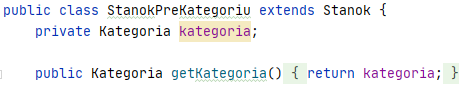 public class StanokPreKategoriu extends Stanok {
private Kategoria kategoria;
public Kategoria getKategoria() { return kategoria; }